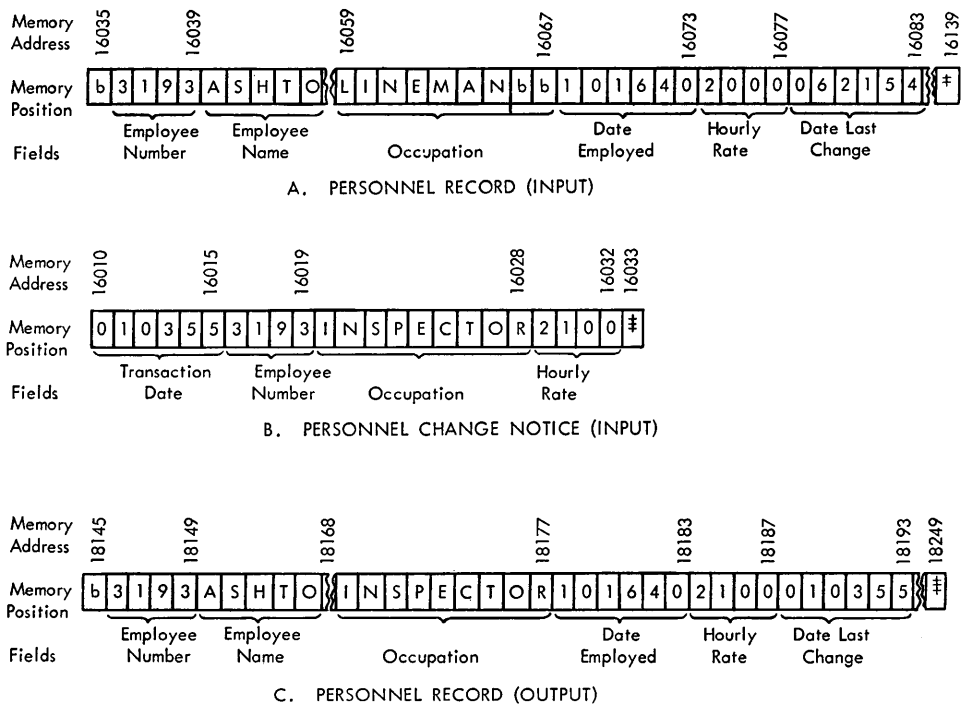 Memory Address 16035 16039 16059 16067 16073 16077 16083 16139
Memory Position b 3 1 9 3 A S H T O L I N E M A N b b 1 0 1 6 4 0 2 0 0 0 0 6 2 1 5 4 ‡
Fields Employee Number Employee Name Occupation Date Employed Hourly Rate Date Last Change
A. PERSONNEL RECORD (INPUT)
Memory Address 16010 16015 16019 16028 16032 16033
Memory Position 0 1 0 3 5 5 3 1 9 3 I N S P E C T O R 2 1 0 0 ‡
Fields Transaction Date Employee Number Occupation Hourly Rate
B. PERSONNEL CHANGE NOTICE (INPUT)
Memory Address 18145 18149 18168 18177 18183 18187 18193 18249
Memory Position b 3 1 9 3 A S H T O I N S P E C T O R 1 0 1 6 4 0 2 1 0 0 0 1 0 3 5 5 ‡
Fields Employee Number Employee Name Occupation Date Employed Hourly Rate Date Last Change
C. PERSONNEL RECORD (OUTPUT)